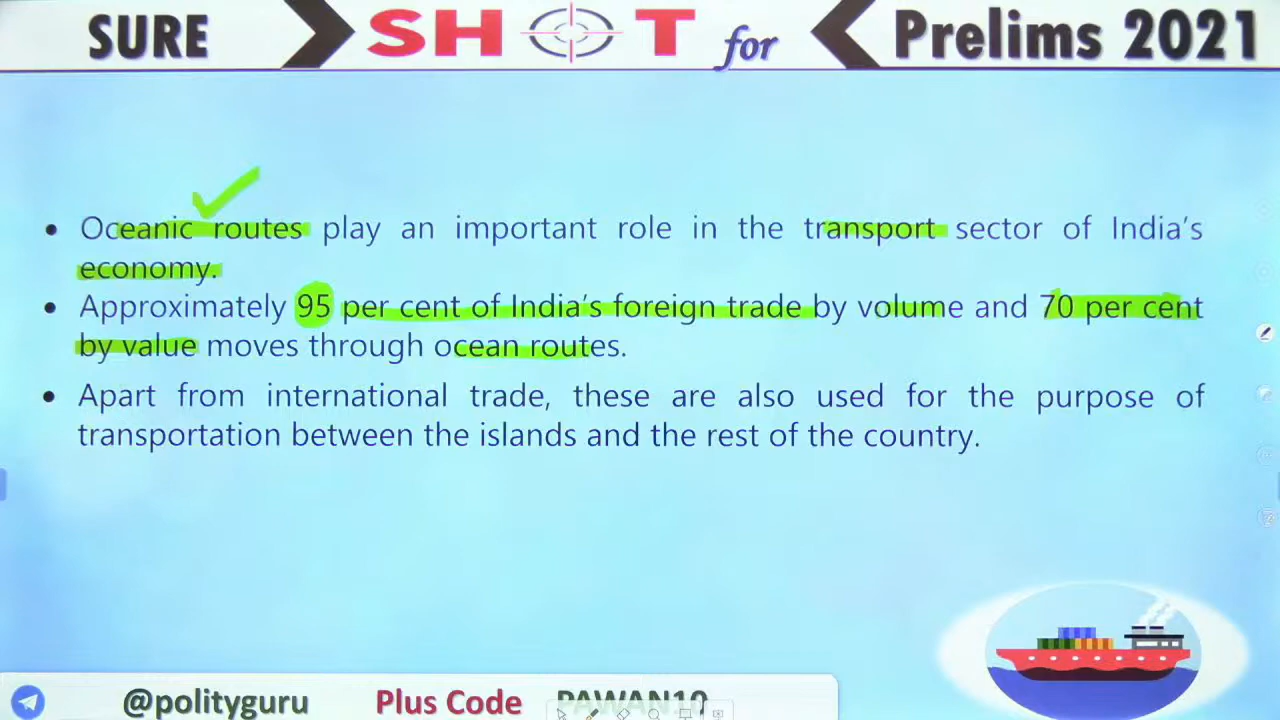 SURE SHOT for Prelims 2021
• Oceanic routes play an important role in the transport sector of India's
economy.
• Approximately 95 per cent of India's foreign trade by volume and 70 per cent
by value moves through ocean routes.
• Apart from international trade, these are also used for the purpose of
transportation between the islands and the rest of the country.
@polityguru Plus Code PAWAN10